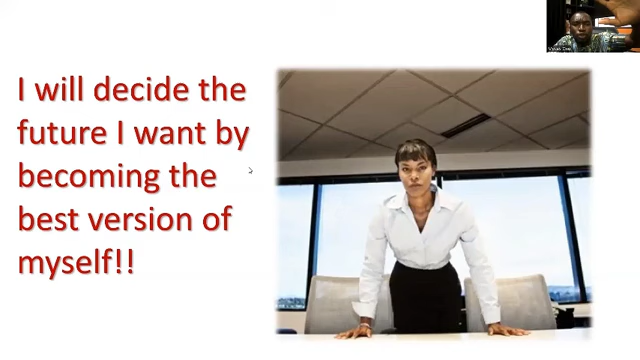 I will decide the
future I want by
becoming the
best version of
myself!!